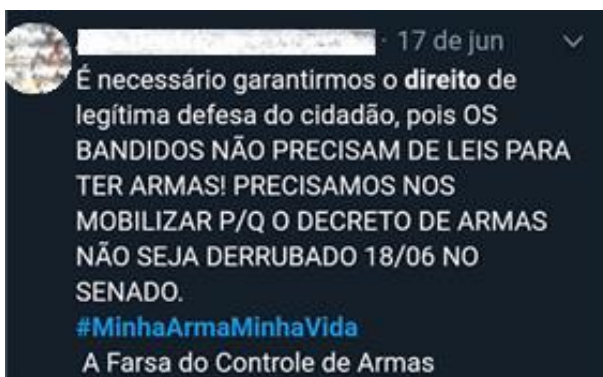 · 17 de jun
É necessário garantirmos o direito de
legítima defesa do cidadão, pois OS
BANDIDOS NÃO PRECISAM DE LEIS PARA
TER ARMAS! PRECISAMOS NOS
MOBILIZAR P/Q O DECRETO DE ARMAS
NÃO SEJA DERRUBADO 18/06 NO
SENADO.
#MinhaArmaMinhaVida
A Farsa do Controle de Armas